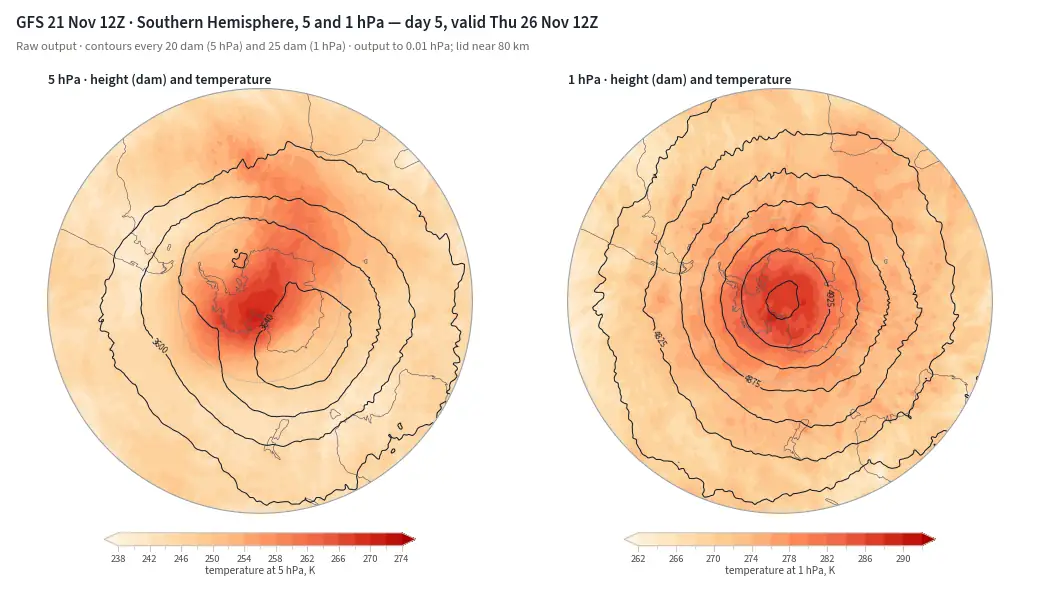 GFS 21 Nov 12Z · Southern Hemisphere, 5 and 1 hPa — day 5, valid Thu 26 Nov 12Z
Raw output · contours every 20 dam (5 hPa) and 25 dam (1 hPa) · output to 0.01 hPa; lid near 80 km
5 hPa · height (dam) and temperature
1 hPa · height (dam) and temperature
3600
3640
4825
4875
4925
238 242 246 250 254 258 262 266 270 274
temperature at 5 hPa, K
262 266 270 274 278 282 286 290
temperature at 1 hPa, K